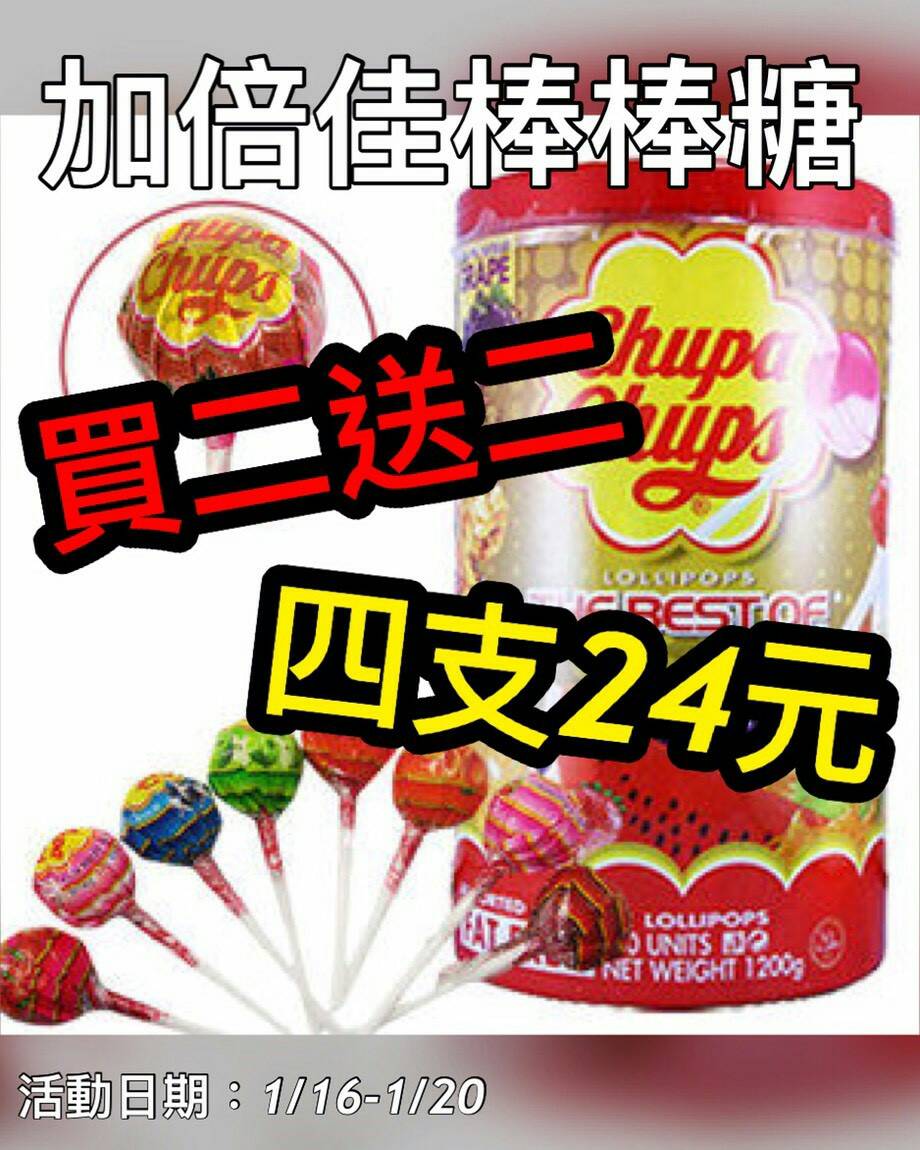 加倍佳棒棒糖
Chupa
Chups
GRAPE
Chupa
Chups
®
買二送二
LOLLIPOPS
THE BEST OF
四支24元
LOLLIPOPS
UNITS
NET WEIGHT 1200g
活動日期：1/16-1/20